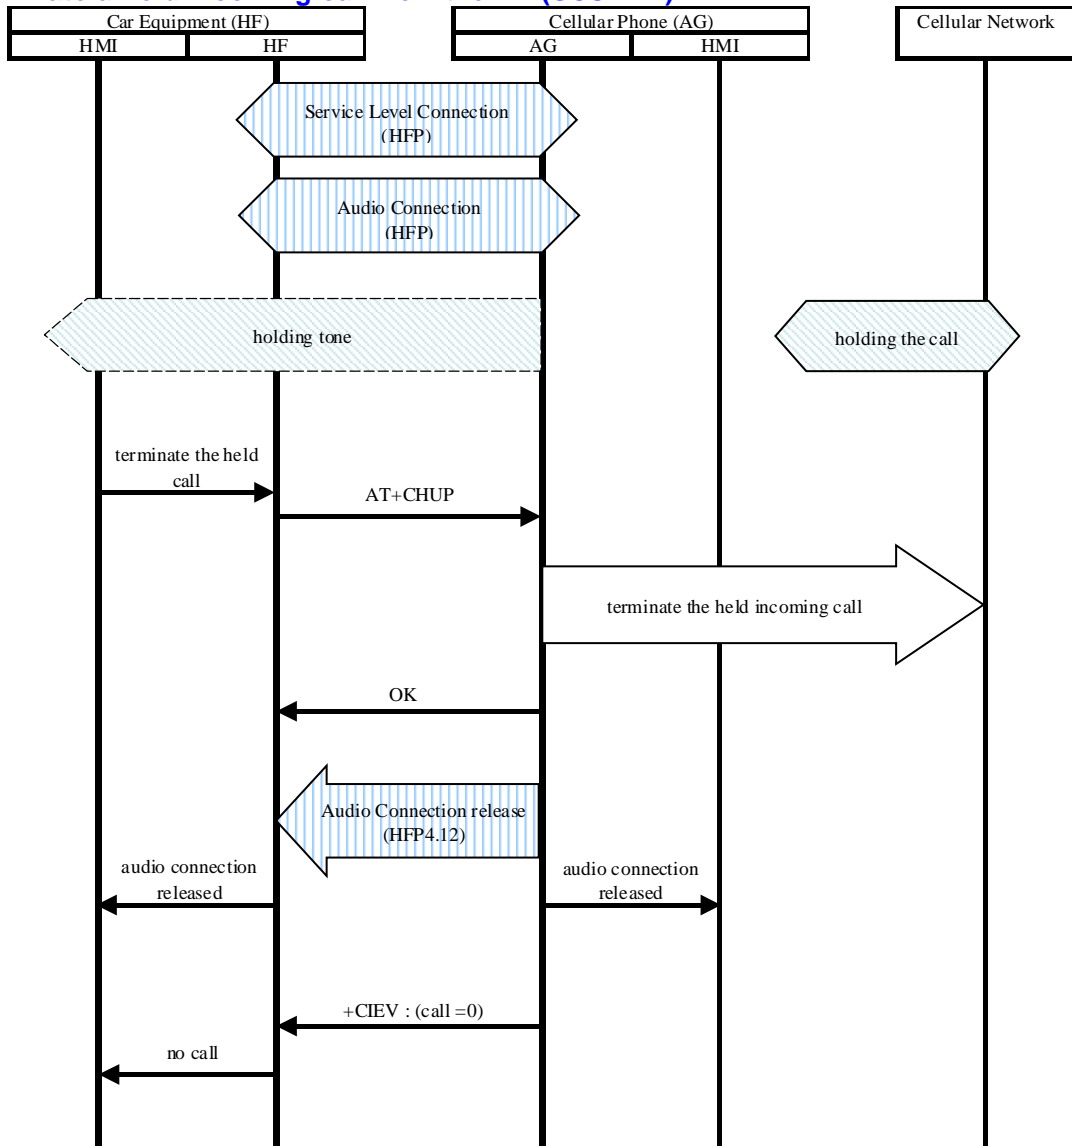 Car Equipment (HF)
Cellular Phone (AG)
Cellular Network
HMI
HF
AG
HMI
Service Level Connection
(HFP)
Audio Connection
(HFP)
holding tone
holding the call
terminate the held
call
AT+CHUP
terminate the held incoming call
OK
Audio Connection release
(HFP4.12)
audio connection
released
audio connection
released
+CIEV : (call =0)
no call